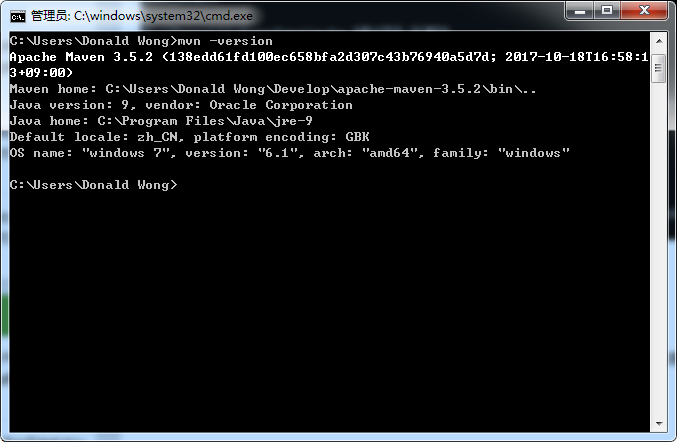 管理员: C:\windows\system32\cmd.exe
C:\Users\Donald Wong>mvn -version
Apache Maven 3.5.2 (138edd61fd100ec658bfa2d307c43b76940a5d7d; 2017-10-18T16:58:1
3+09:00)
Maven home: C:\Users\Donald Wong\Develop\apache-maven-3.5.2\bin\..
Java version: 9, vendor: Oracle Corporation
Java home: C:\Program Files\Java\jre-9
Default locale: zh_CN, platform encoding: GBK
OS name: "windows 7", version: "6.1", arch: "amd64", family: "windows"
C:\Users\Donald Wong>